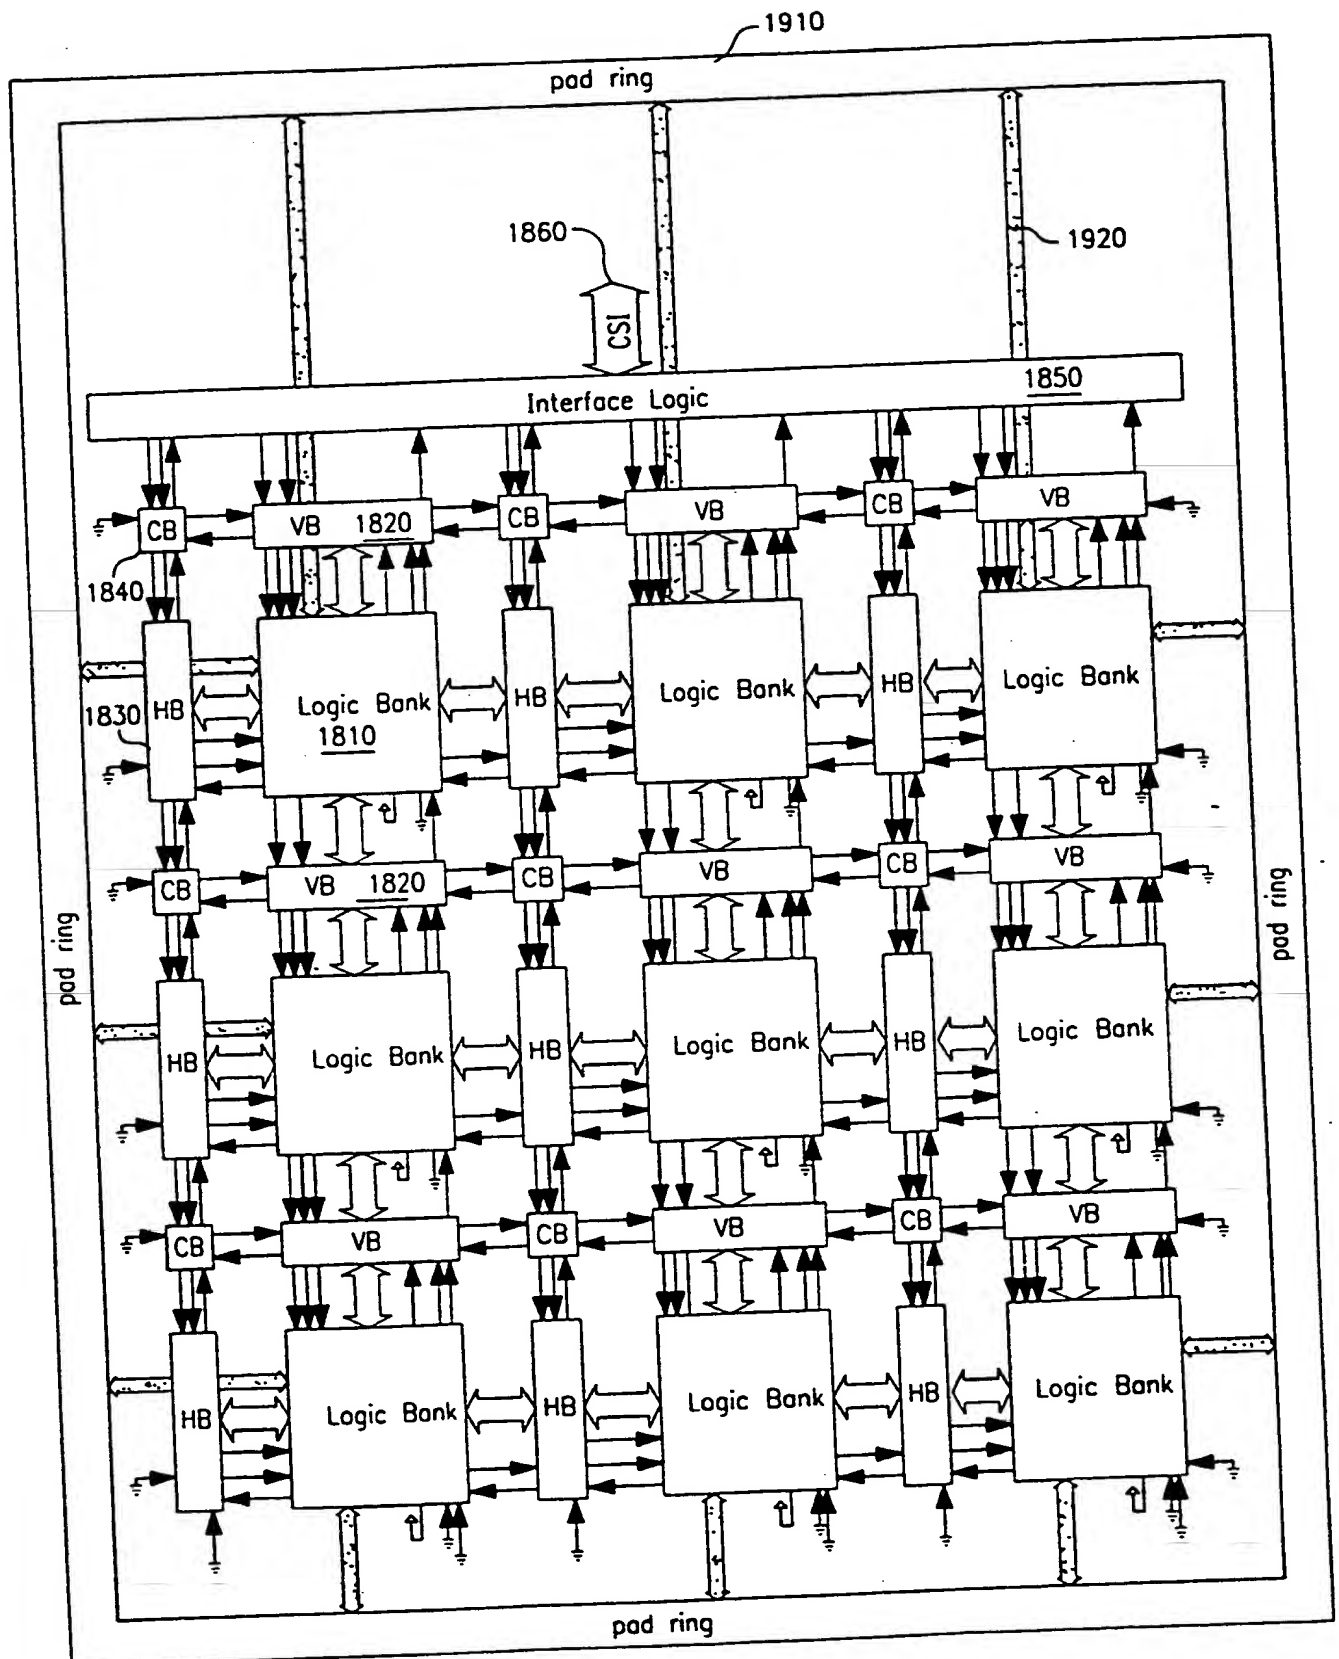 1910
pad ring
1860
1920
CSI
1850
Interface Logic
CB
VB 1820
CB
VB
CB
VB
1840
HB
Logic Bank
1810
HB
Logic Bank
HB
Logic Bank
1830
CB
VB 1820
CB
VB
CB
VB
pad ring
pad ring
HB
Logic Bank
HB
Logic Bank
HB
Logic Bank
CB
VB
CB
VB
CB
VB
HB
Logic Bank
HB
Logic Bank
HB
Logic Bank
pad ring